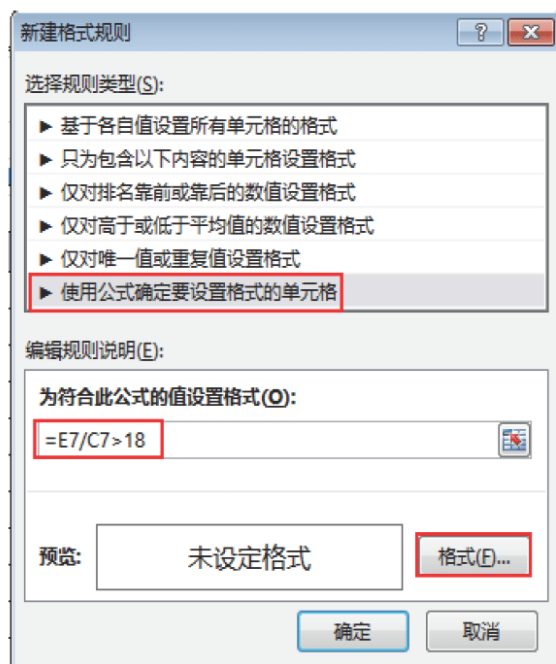 新建格式规则
选择规则类型(S):
► 基于各自值设置所有单元格的格式
► 只为包含以下内容的单元格设置格式
► 仅对排名靠前或靠后的数值设置格式
► 仅对高于或低于平均值的数值设置格式
► 仅对唯一值或重复值设置格式
► 使用公式确定要设置格式的单元格
编辑规则说明(E):
为符合此公式的值设置格式(O):
=E7/C7>18
预览: 未设定格式 格式(F)...
确定 取消